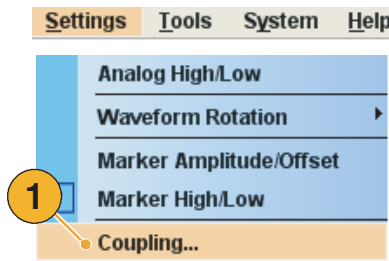 Settings Tools System Help
Analog High/Low
Waveform Rotation
Marker Amplitude/Offset
1 Marker High/Low
Coupling...